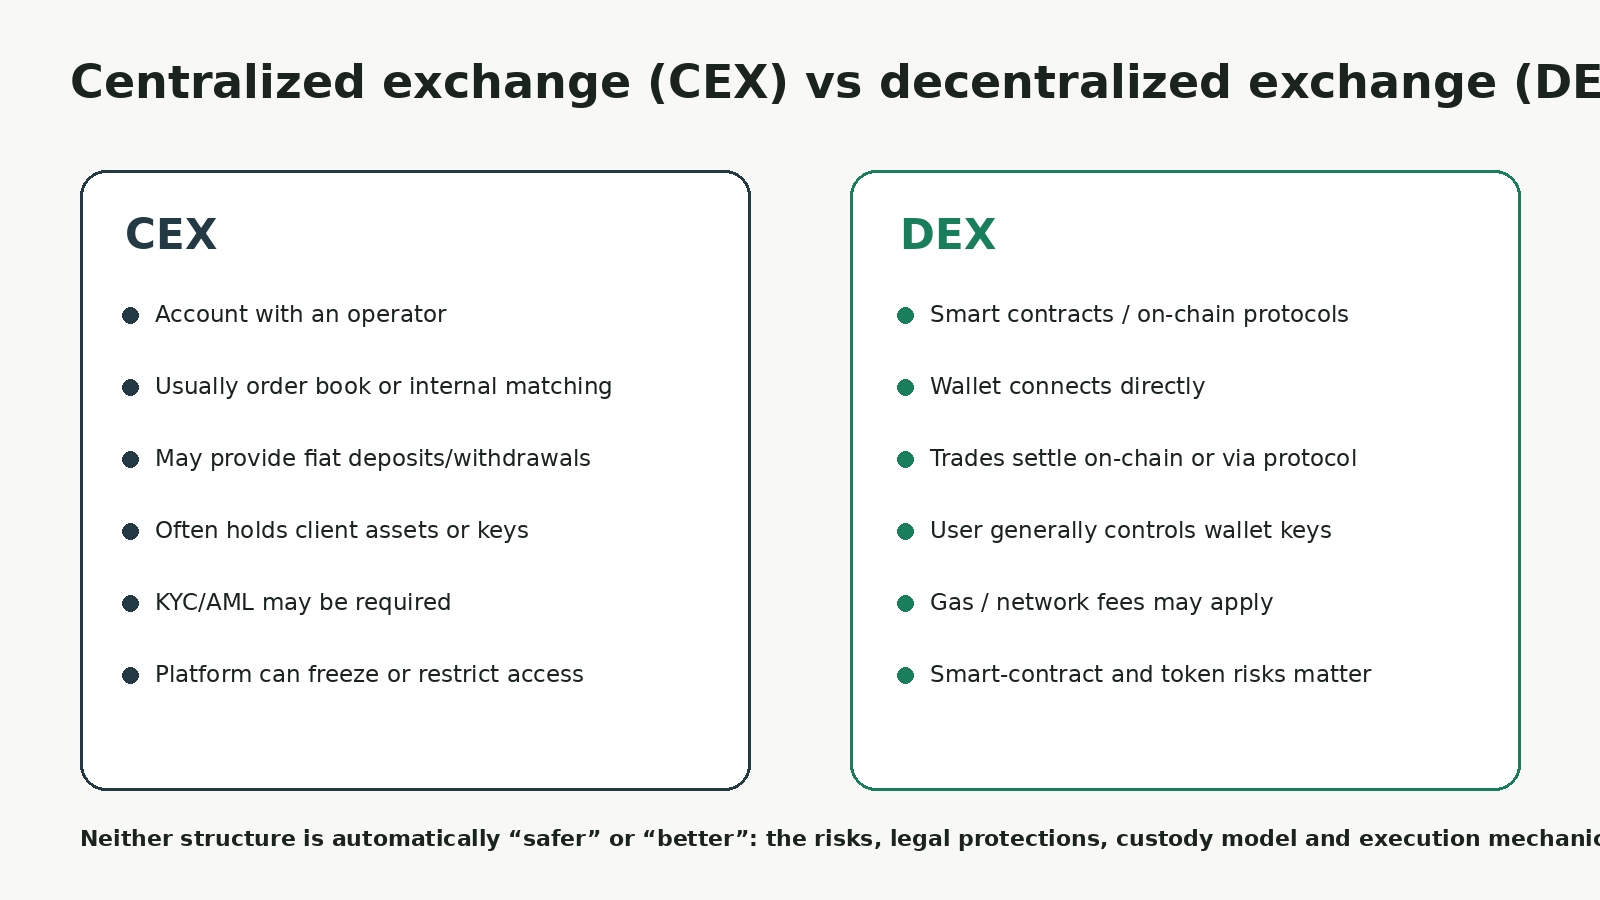 Centralized exchange (CEX) vs decentralized exchange (DE
CEX
Account with an operator
Usually order book or internal matching
May provide fiat deposits/withdrawals
Often holds client assets or keys
KYC/AML may be required
Platform can freeze or restrict access
DEX
Smart contracts / on-chain protocols
Wallet connects directly
Trades settle on-chain or via protocol
User generally controls wallet keys
Gas / network fees may apply
Smart-contract and token risks matter
Neither structure is automatically “safer” or “better”: the risks, legal protections, custody model and execution mechanic